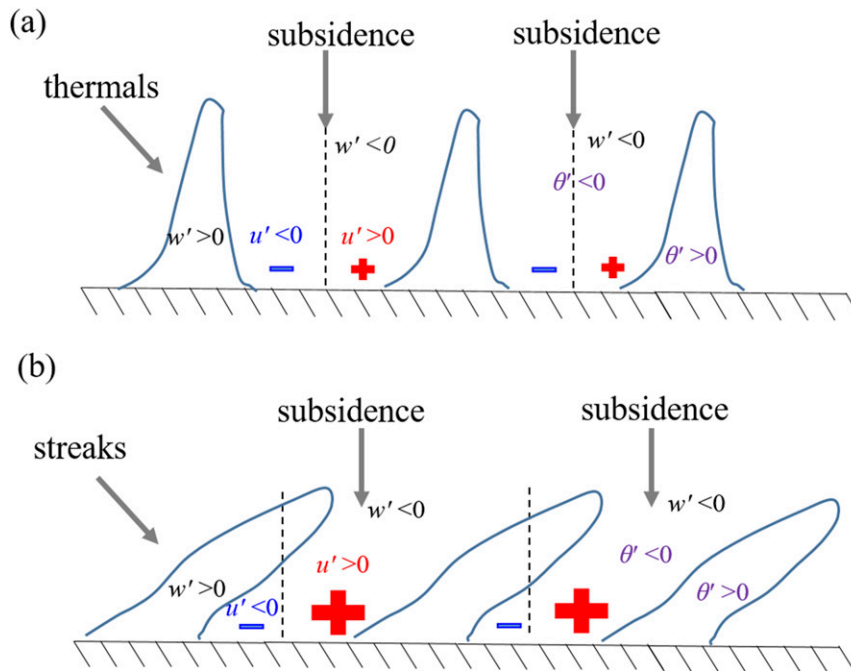 (a)
subsidence
subsidence
thermals
w′ <0
w′ <0
θ′ <0
w′ >0
u′ <0
u′ >0
θ′ >0
(b)
subsidence
subsidence
streaks
w′ <0
w′ <0
u′ >0
θ′ <0
w′ >0
u′ <0
θ′ >0